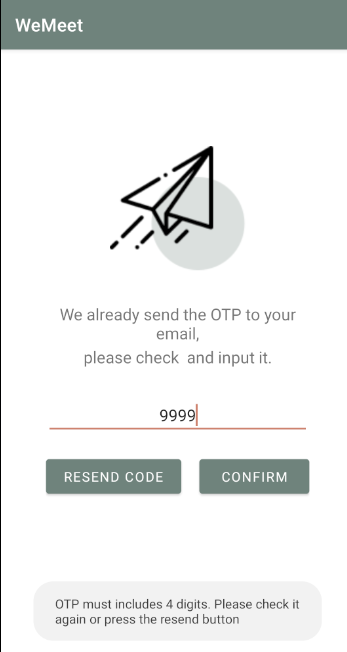 WeMeet
We already send the OTP to your
email,
please check  and input it.
9999
RESEND CODE
CONFIRM
OTP must includes 4 digits. Please check it
again or press the resend button